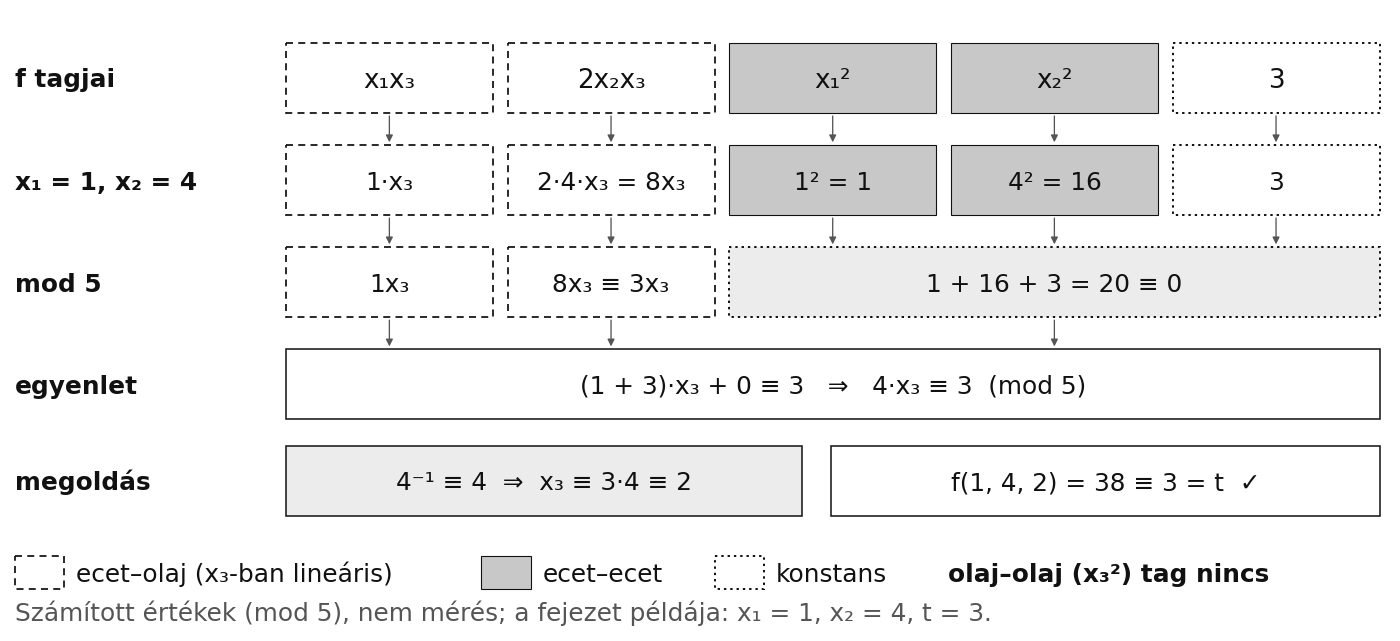 f tagjai x₁x₃ 2x₂x₃ x₁² x₂² 3
x₁ = 1, x₂ = 4 1·x₃ 2·4·x₃ = 8x₃ 1² = 1 4² = 16 3
mod 5 1x₃ 8x₃ ≡ 3x₃ 1 + 16 + 3 = 20 ≡ 0
egyenlet (1 + 3)·x₃ + 0 ≡ 3 ⇒ 4·x₃ ≡ 3 (mod 5)
megoldás 4⁻¹ ≡ 4 ⇒ x₃ ≡ 3·4 ≡ 2 f(1, 4, 2) = 38 ≡ 3 = t ✓
ecet–olaj (x₃-ban lineáris) ecet–ecet konstans olaj–olaj (x₃²) tag nincs
Számított értékek (mod 5), nem mérés; a fejezet példája: x₁ = 1, x₂ = 4, t = 3.